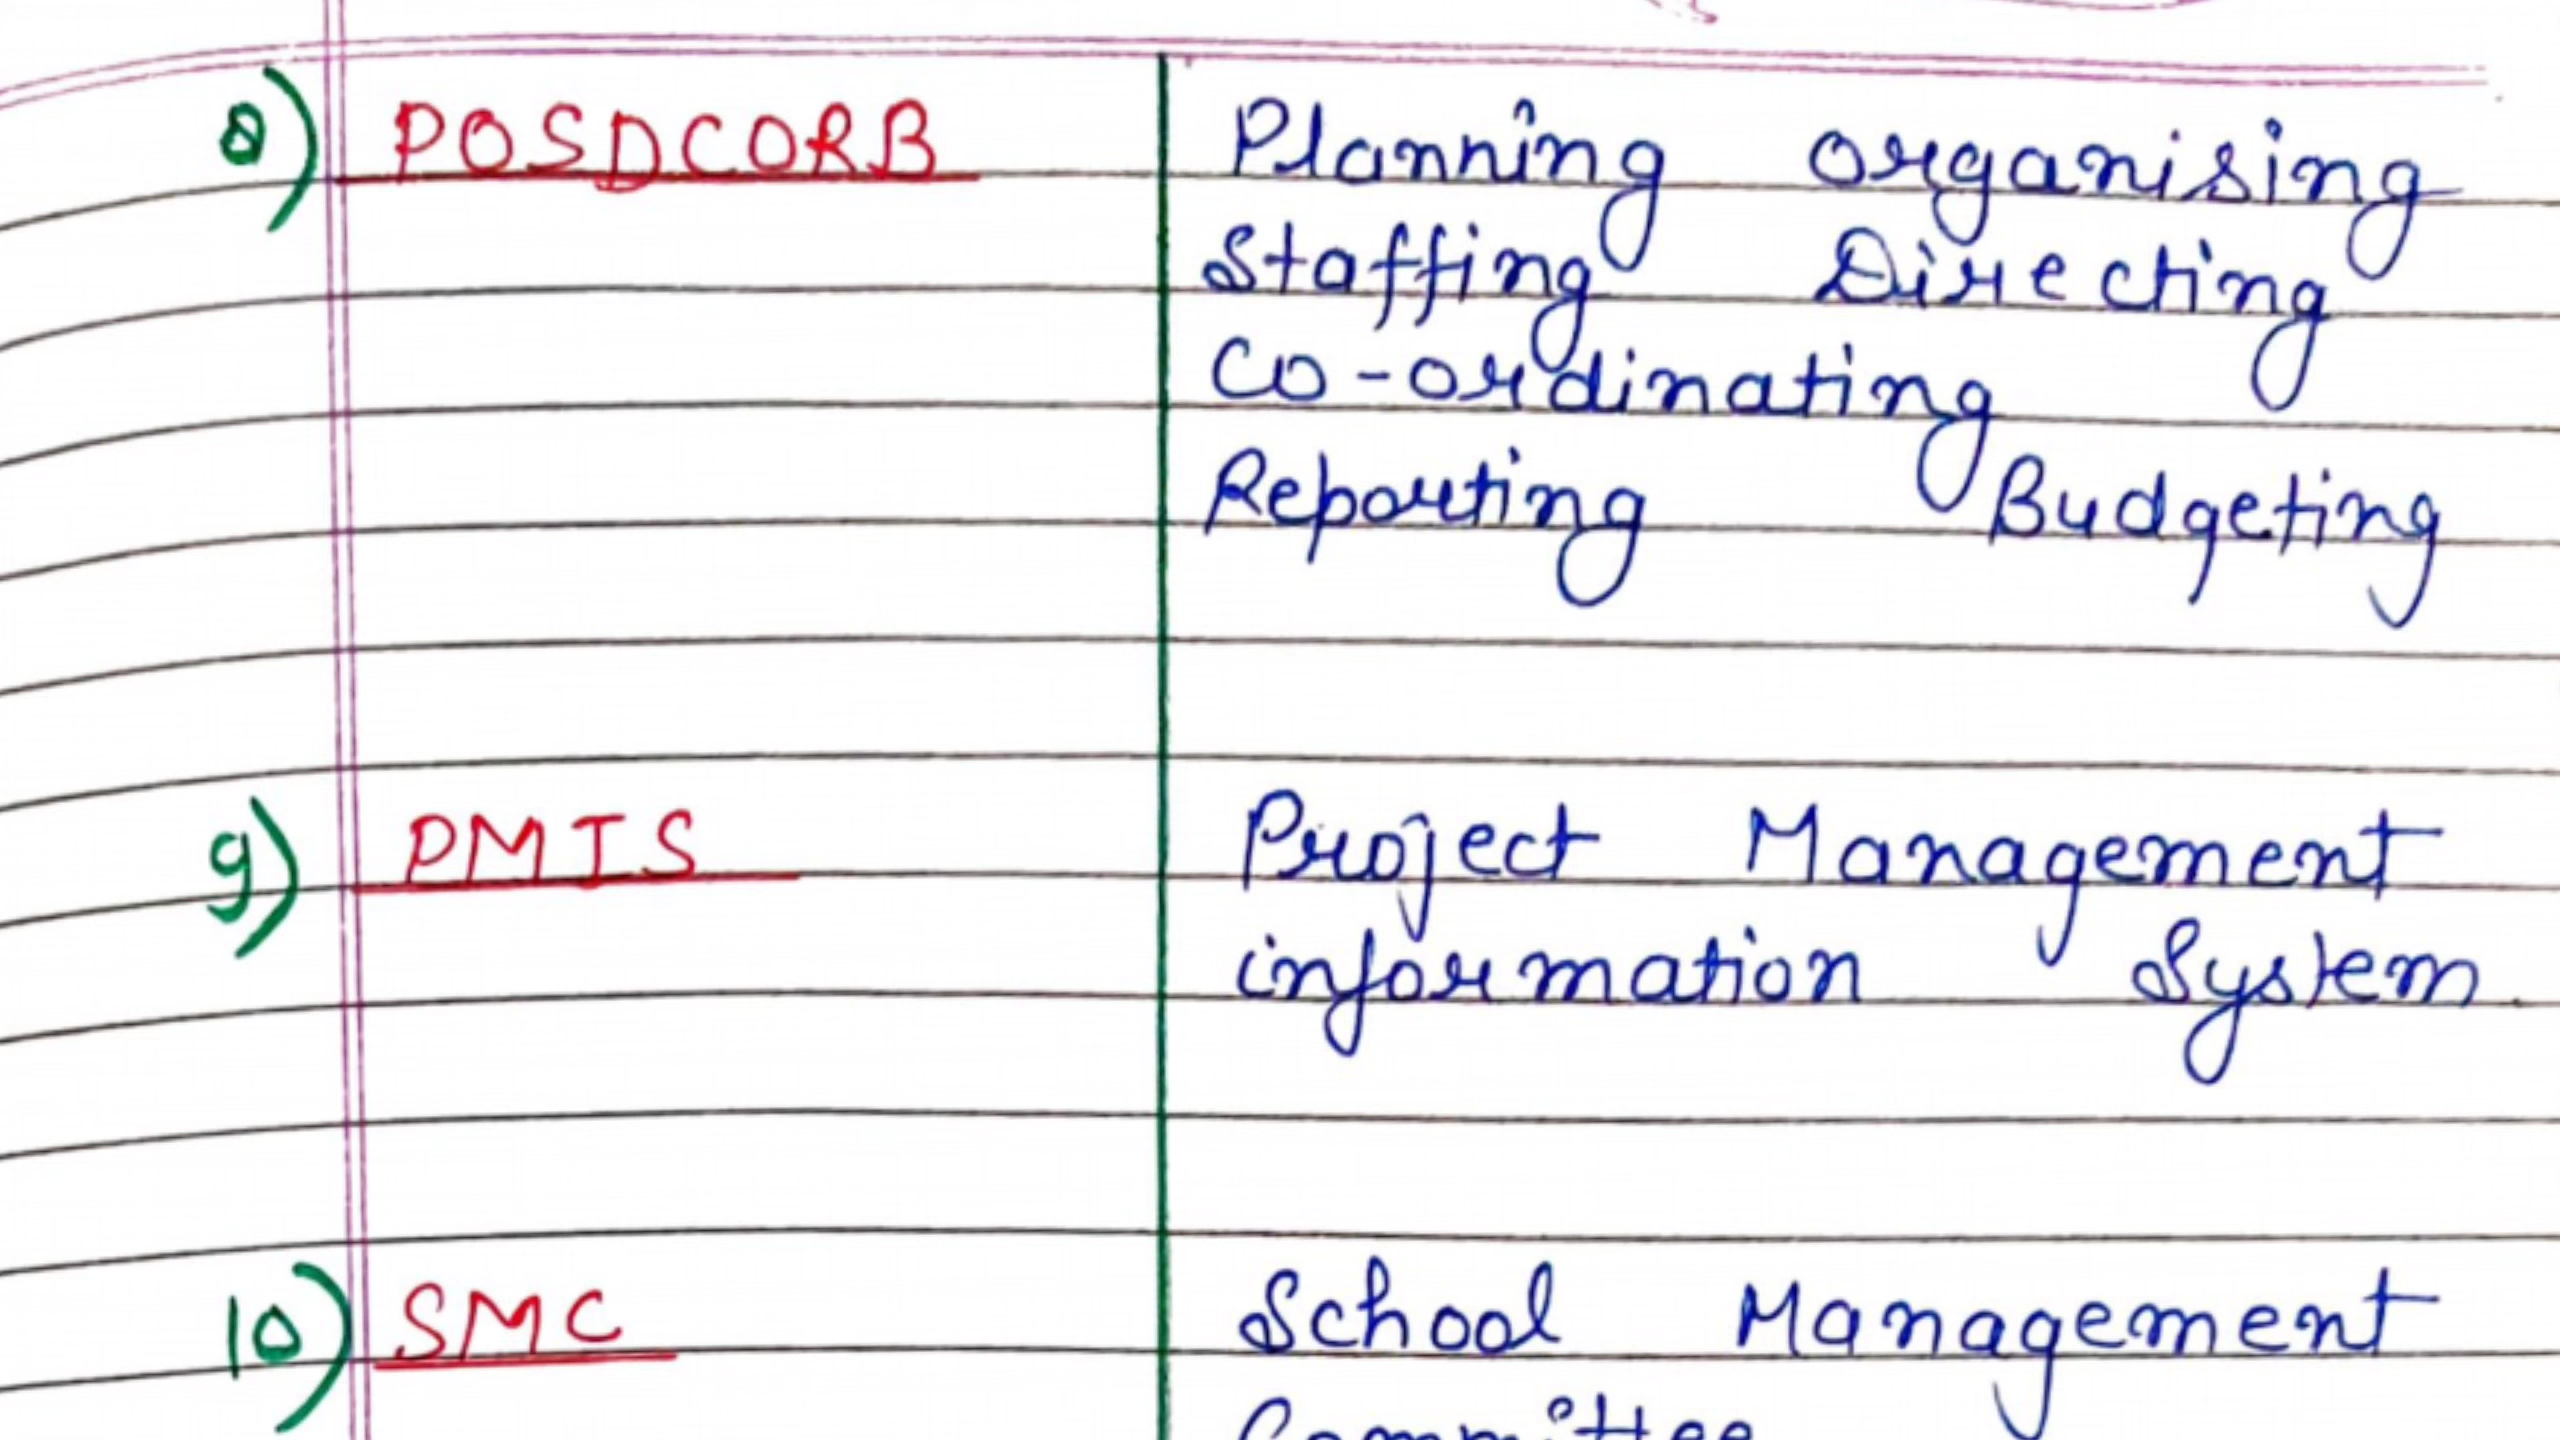 8) POSDCORB Planning organising
Staffing Directing
Co-ordinating
Reporting Budgeting
9) PMIS Project Management
information System
10) SMC School Management
Committee